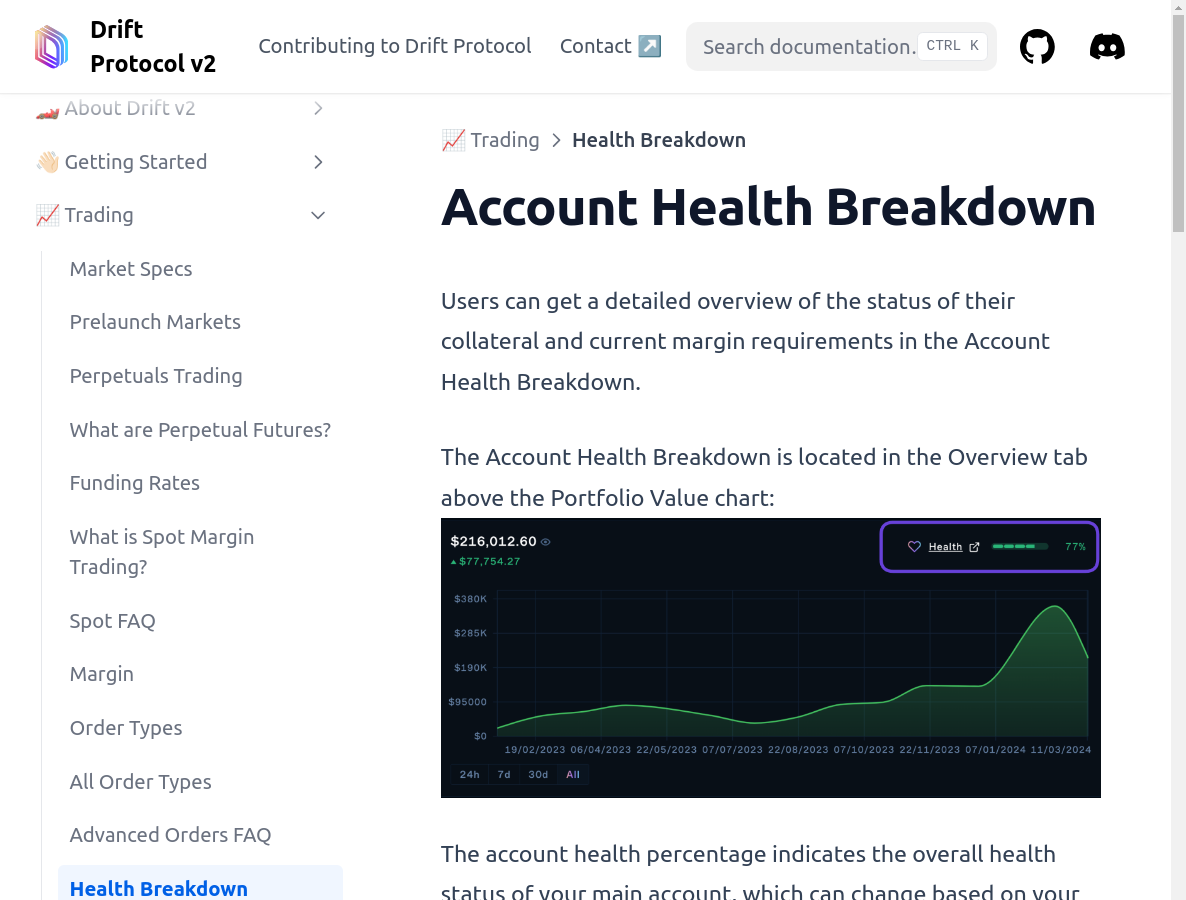 Drift
Protocol v2
Contributing to Drift Protocol
Contact ↗️
Search documentation…
CTRL K
🏎️ About Drift v2
👋🏻 Getting Started
📈 Trading
Market Specs
Prelaunch Markets
Perpetuals Trading
What are Perpetual Futures?
Funding Rates
What is Spot Margin
Trading?
Spot FAQ
Margin
Order Types
All Order Types
Advanced Orders FAQ
Health Breakdown
📈 Trading > Health Breakdown
Account Health Breakdown
Users can get a detailed overview of the status of their
collateral and current margin requirements in the Account
Health Breakdown.
The Account Health Breakdown is located in the Overview tab
above the Portfolio Value chart:
$216,012.60
$77,754.27
Health
77%
$380K
$285K
$190K
$95000
$0
19/02/2023 06/04/2023 22/05/2023 07/07/2023 22/08/2023 07/10/2023 22/11/2023 07/01/2024 11/03/2024
24h 7d 30d All
The account health percentage indicates the overall health
status of your main account, which can change based on your